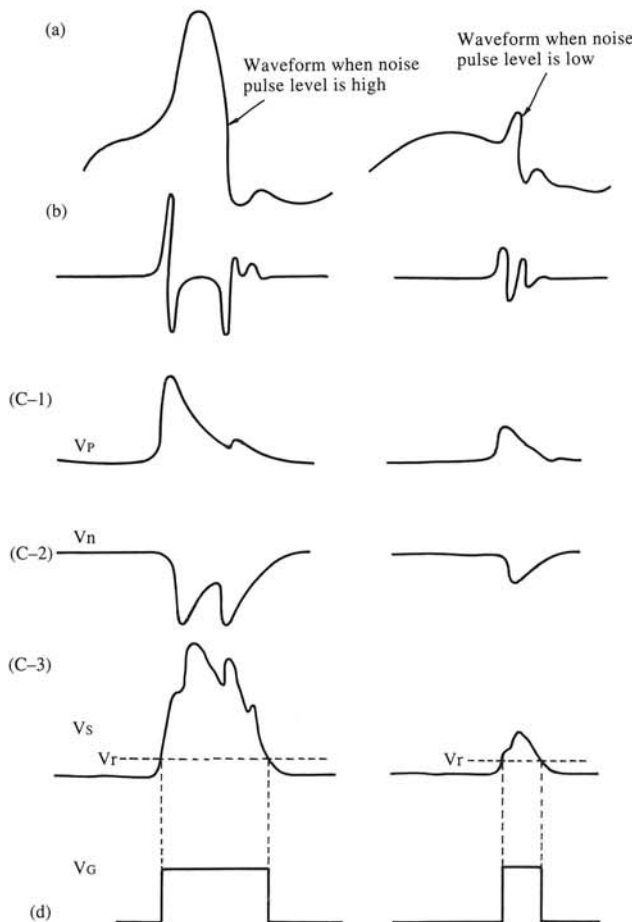 (a)
Waveform when noise
pulse level is high
Waveform when noise
pulse level is low
(b)
(C–1)
VP
Vn
(C–2)
(C–3)
VS
Vr
Vr
VG
(d)